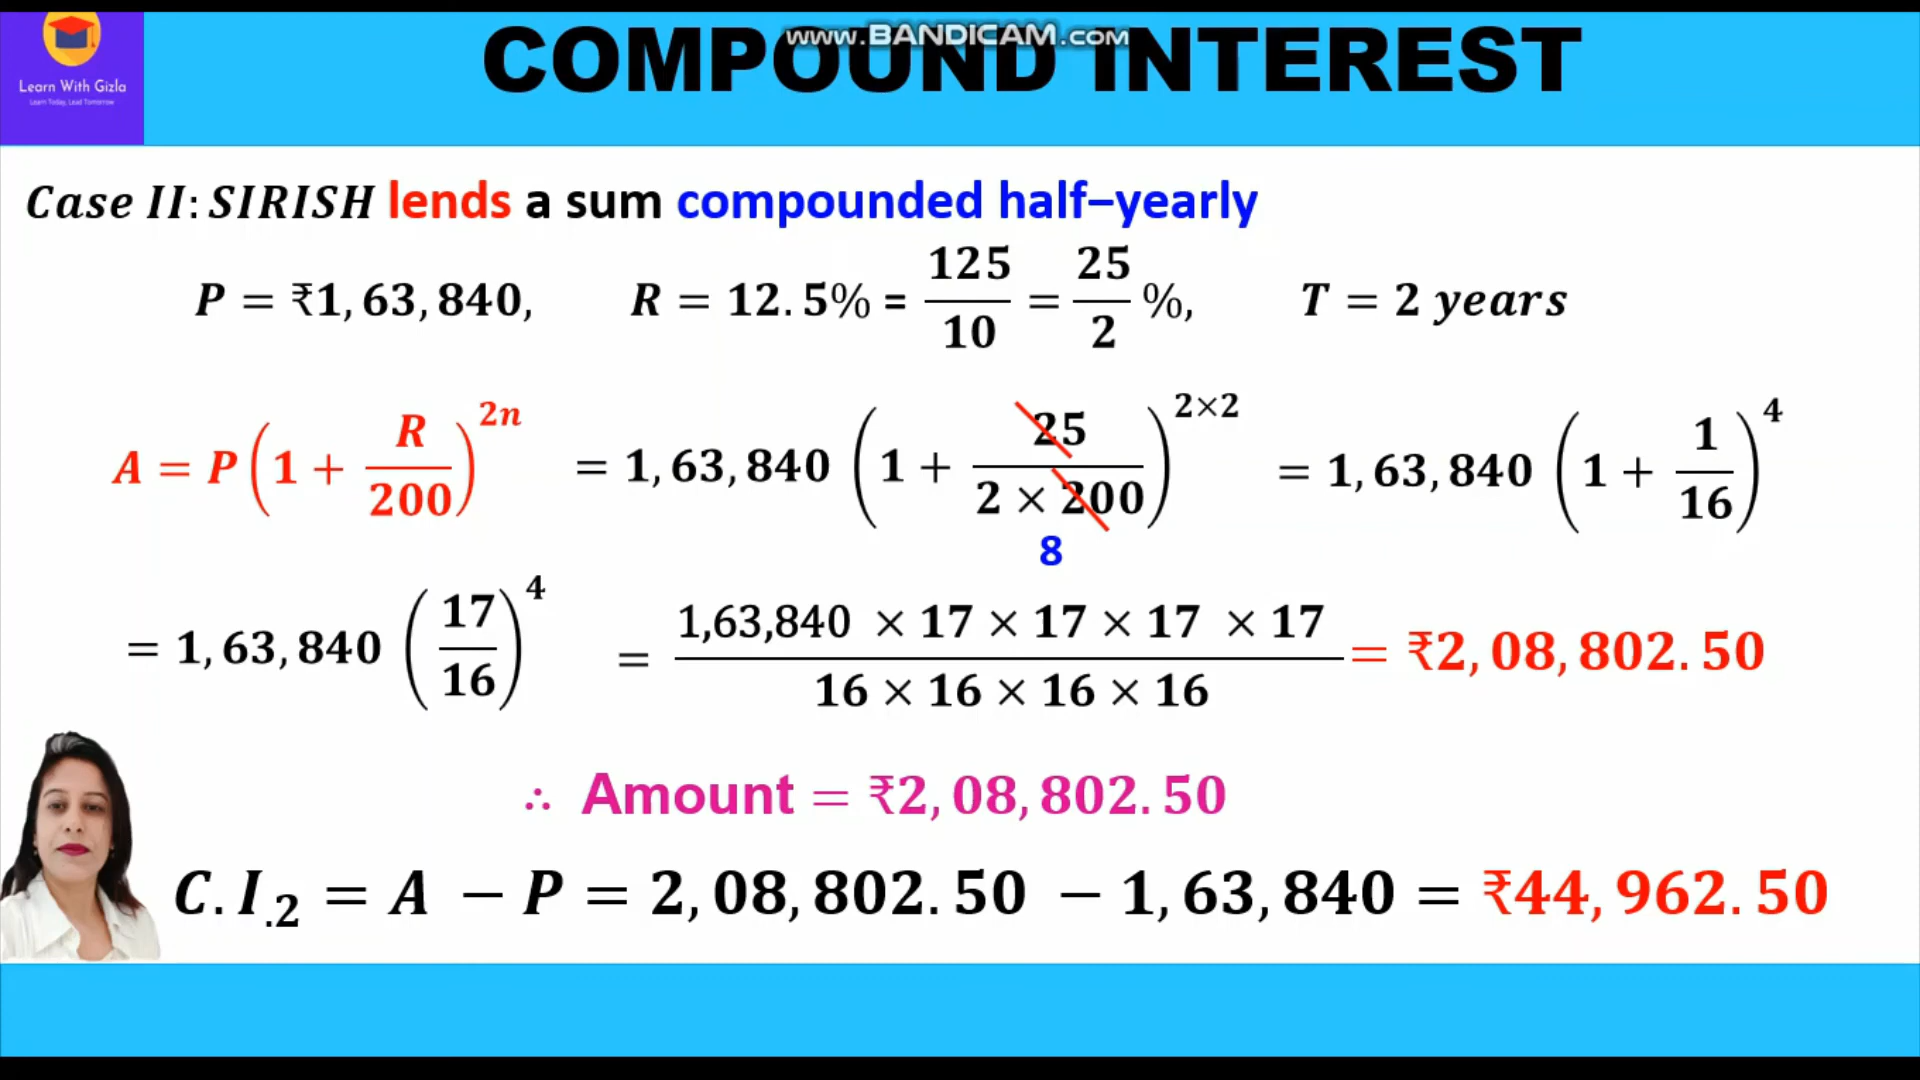 www.BANDICAM.com
COMPOUND INTEREST
Learn With Gizla
Learn Today, Lead Tomorrow
Case II: SIRISH lends a sum compounded half–yearly
P = ₹1,63,840, R = 12.5% = 125/10 = 25/2 %, T = 2 years
A = P(1 + R/200)^2n = 1,63,840 (1 + 25/(2 × 200))^2×2 = 1,63,840 (1 + 1/16)^4
8
= 1,63,840 (17/16)^4 = (1,63,840 × 17 × 17 × 17 × 17)/(16 × 16 × 16 × 16) = ₹2,08,802.50
∴ Amount = ₹2,08,802.50
C.I.₂ = A − P = 2,08,802.50 − 1,63,840 = ₹44,962.50